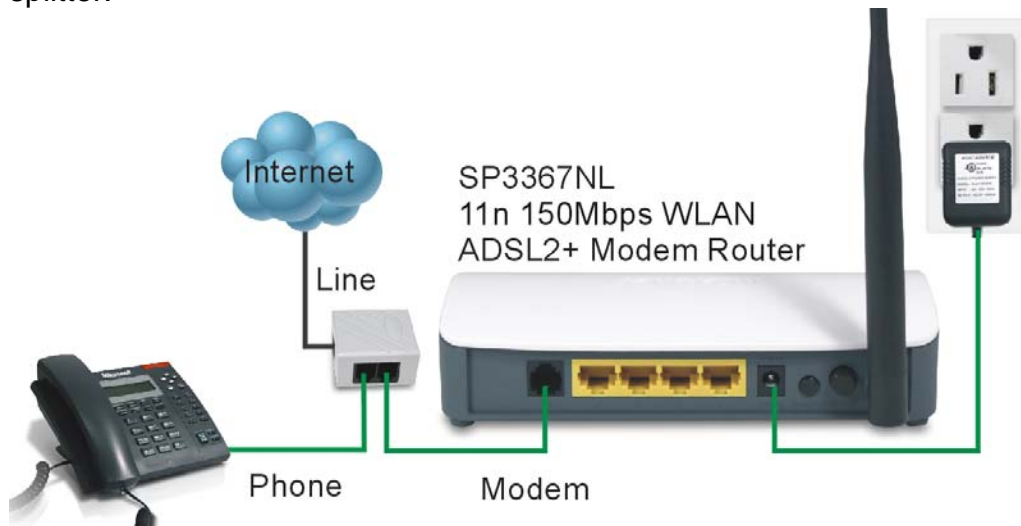 Internet
SP3367NL
11n 150Mbps WLAN
ADSL2+ Modem Router
Line
Phone
Modem